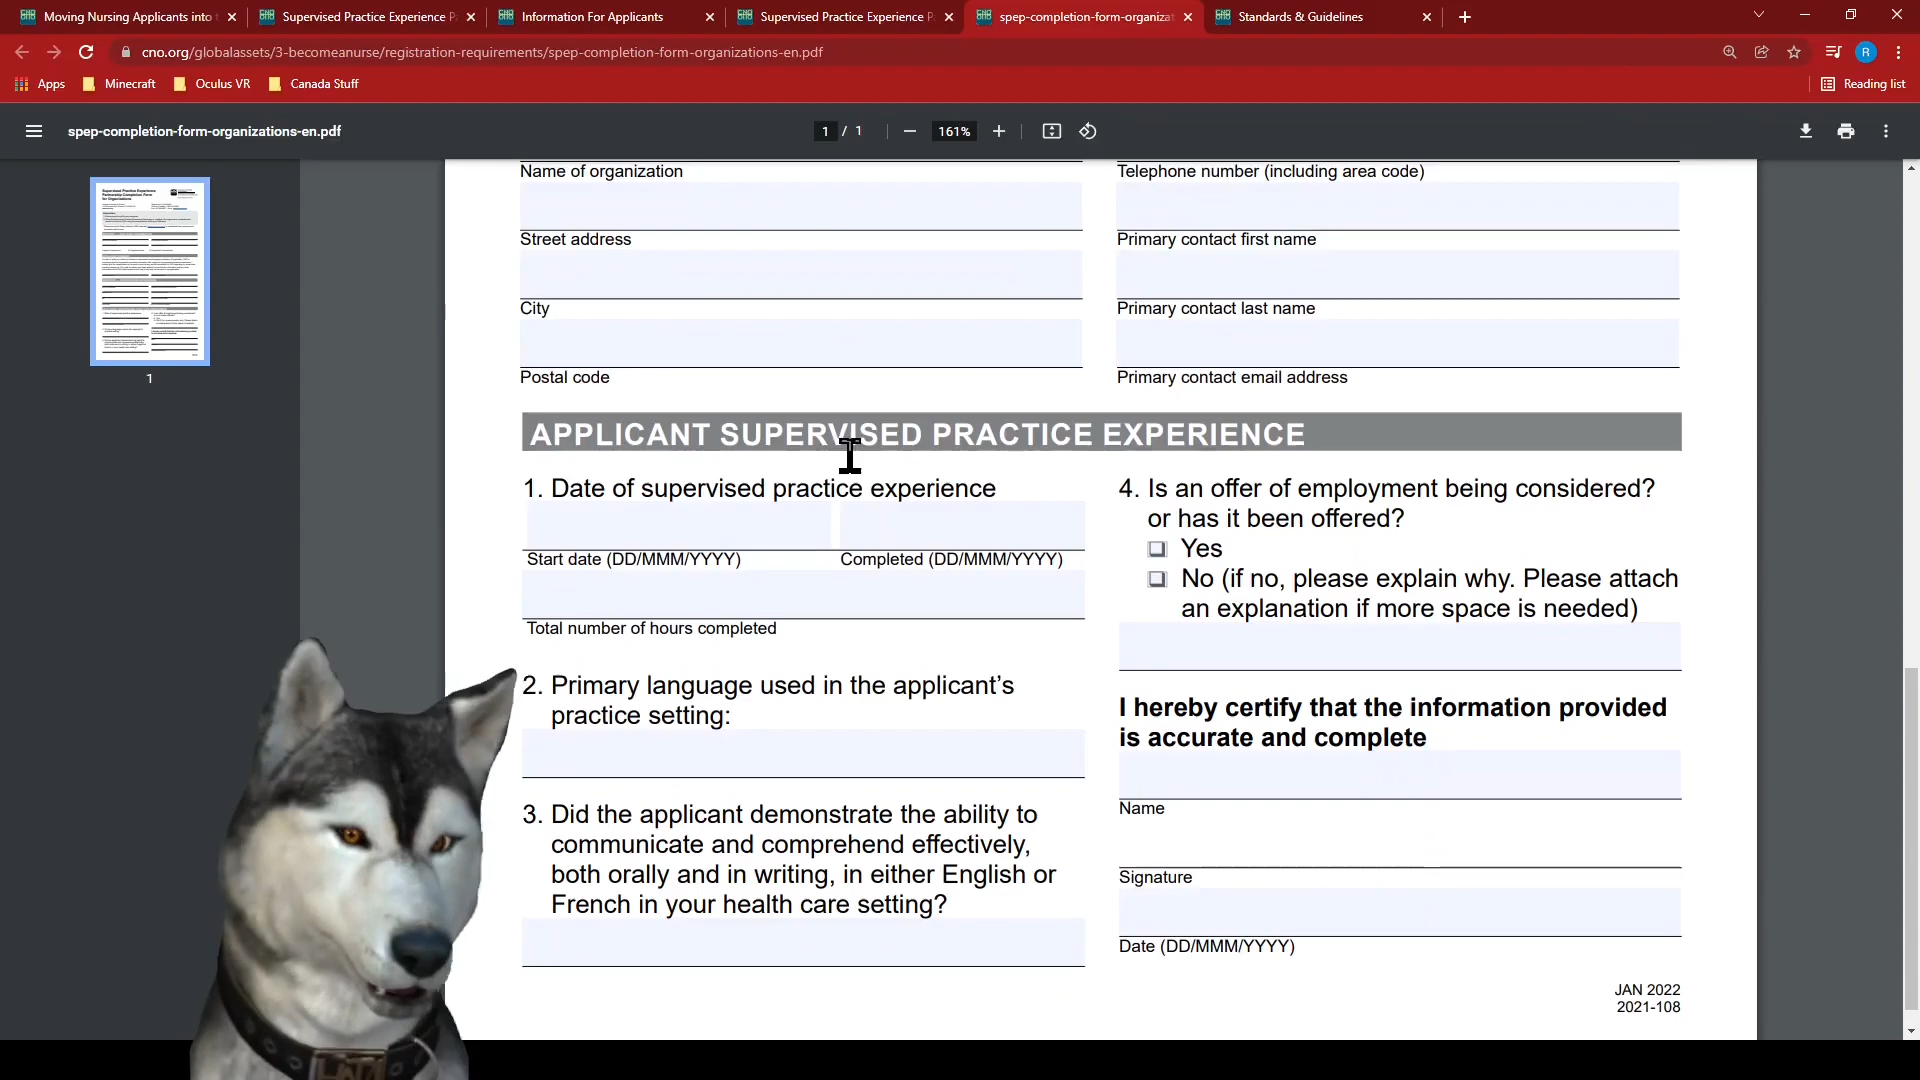 Moving Nursing Applicants into
Supervised Practice Experience P
Information For Applicants
Supervised Practice Experience P
spep-completion-form-organiza
Standards & Guidelines
cno.org/globalassets/3-becomeanurse/registration-requirements/spep-completion-form-organizations-en.pdf
R
Apps
Minecraft
Oculus VR
Canada Stuff
Reading list
spep-completion-form-organizations-en.pdf
1 / 1
161%
1
Name of organization
Telephone number (including area code)
Street address
Primary contact first name
City
Primary contact last name
Postal code
Primary contact email address
APPLICANT SUPERVISED PRACTICE EXPERIENCE
1. Date of supervised practice experience
Start date (DD/MMM/YYYY)
Completed (DD/MMM/YYYY)
Total number of hours completed
2. Primary language used in the applicant’s
practice setting:
3. Did the applicant demonstrate the ability to
communicate and comprehend effectively,
both orally and in writing, in either English or
French in your health care setting?
4. Is an offer of employment being considered?
or has it been offered?
Yes
No (if no, please explain why. Please attach
an explanation if more space is needed)
I hereby certify that the information provided
is accurate and complete
Name
Signature
Date (DD/MMM/YYYY)
JAN 2022
2021-108